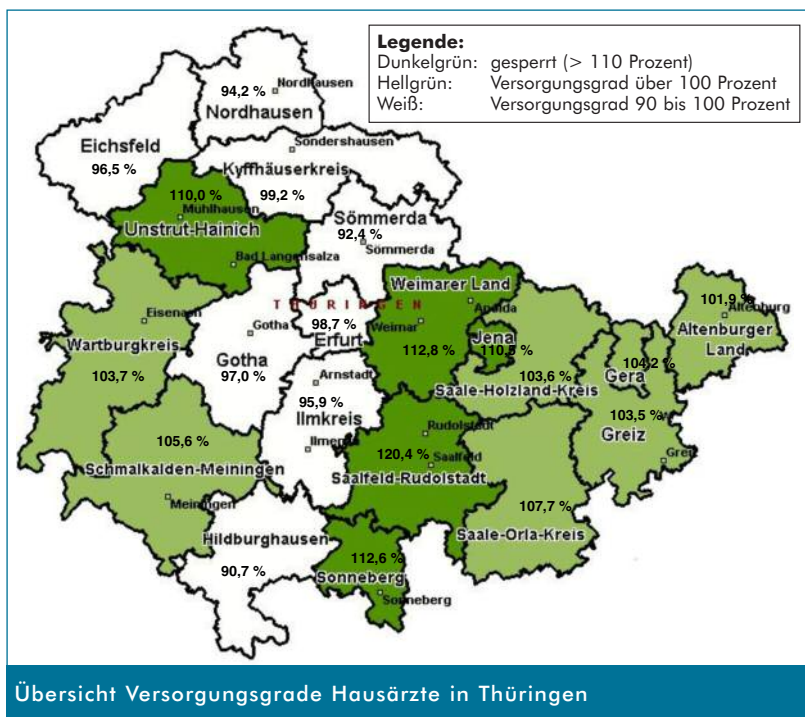 Legende:
Dunkelgrün: gesperrt (> 110 Prozent)
Hellgrün: Versorgungsgrad über 100 Prozent
Weiß: Versorgungsgrad 90 bis 100 Prozent
Nordhausen
94,2 %
Nordhausen
Eichsfeld
96,5 %
Sondershausen
Kyffhäuserkreis
99,2 %
110,0 %
Mühlhausen
Unstrut-Hainich
Bad Langensalza
Sömmerda
92,4 %
Sömmerda
THÜRINGEN
Weimarer Land
Apolda
Weimar
112,8 %
Jena
110,5 %
101,9 %
Altenburg
Altenburger
Land
Eisenach
Wartburgkreis
103,7 %
Gotha
Gotha
97,0 %
98,7 %
Erfurt
103,6 %
Saale-Holzland-Kreis
104,2 %
Gera
103,5 %
Greiz
Greiz
Arnstadt
95,9 %
Ilmkreis
Ilmenau
105,6 %
Schmalkalden-Meiningen
Meiningen
Rudolstadt
120,4 %
Saalfeld
Saalfeld-Rudolstadt
107,7 %
Saale-Orla-Kreis
Hildburghausen
90,7 %
112,6 %
Sonneberg
Sonneberg
Übersicht Versorgungsgrade Hausärzte in Thüringen